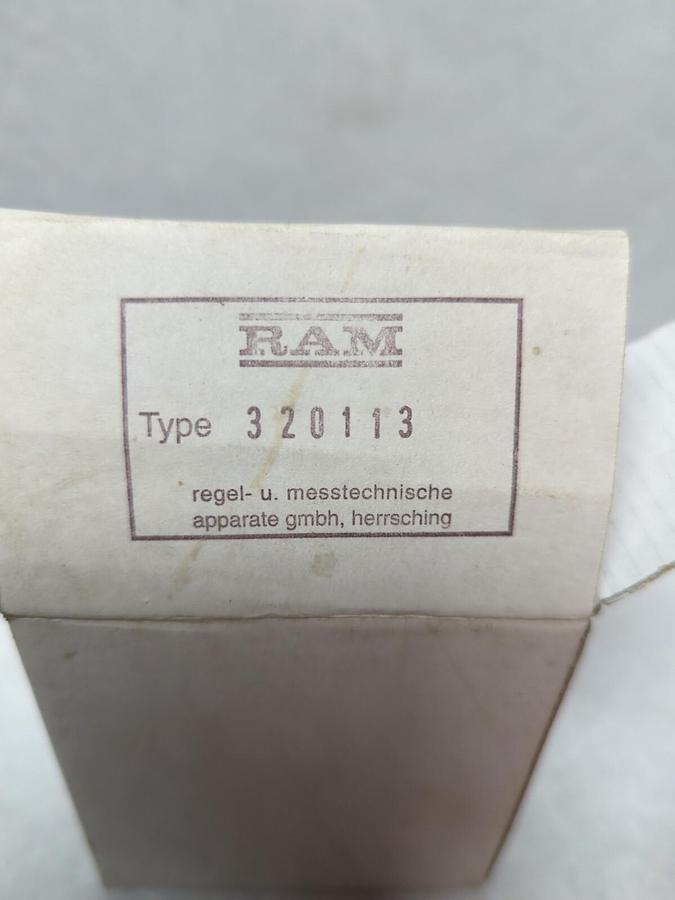 RAM
Type 320113
regel- u. messtechnische
apparate gmbh, herrsching